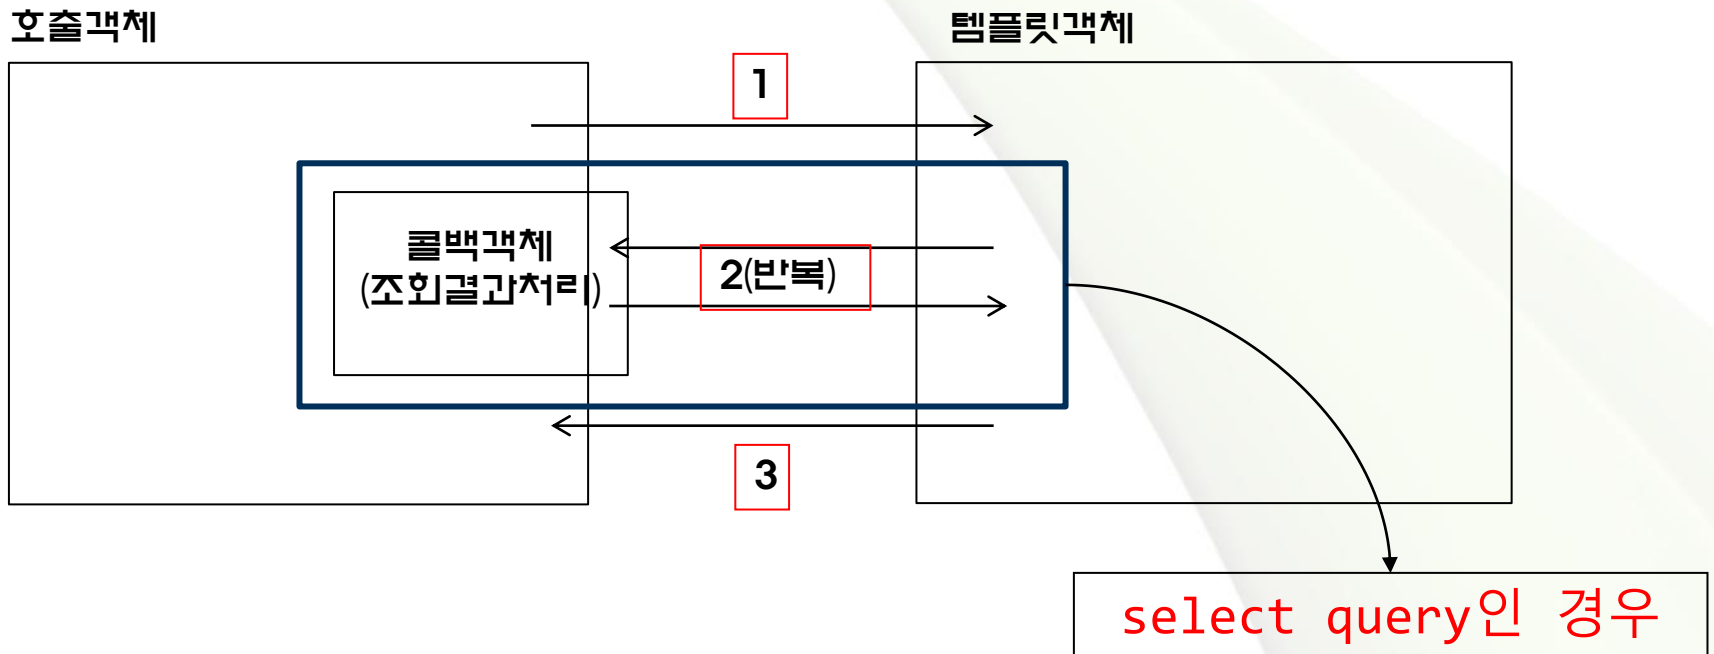 호출객체
템플릿객체
1
콜백객체
(조회결과처리)
2(반복)
3
select query인 경우